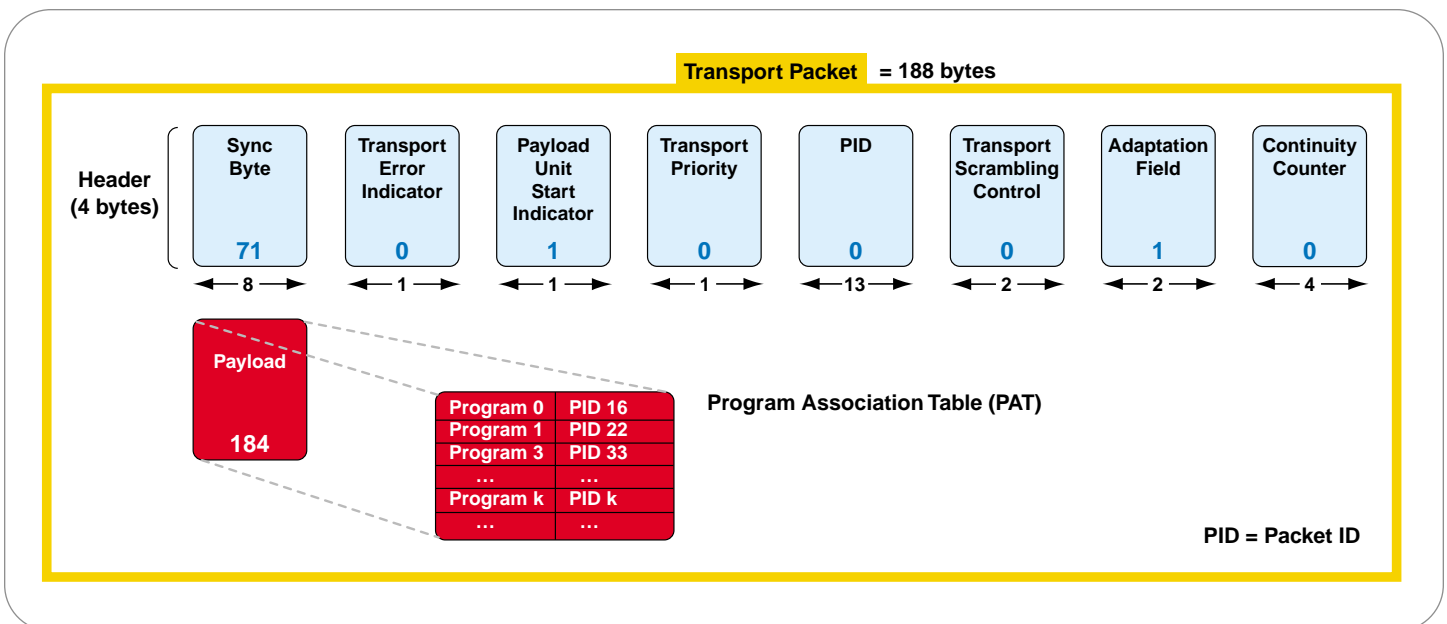 Transport Packet = 188 bytes
Header
(4 bytes)
Sync
Byte
71
8
Transport
Error
Indicator
0
1
Payload
Unit
Start
Indicator
1
1
Transport
Priority
0
1
PID
0
13
Transport
Scrambling
Control
0
2
Adaptation
Field
1
2
Continuity
Counter
0
4
Payload
184
Program Association Table (PAT)
Program 0 PID 16
Program 1 PID 22
Program 3 PID 33
… …
Program k PID k
… …
PID = Packet ID